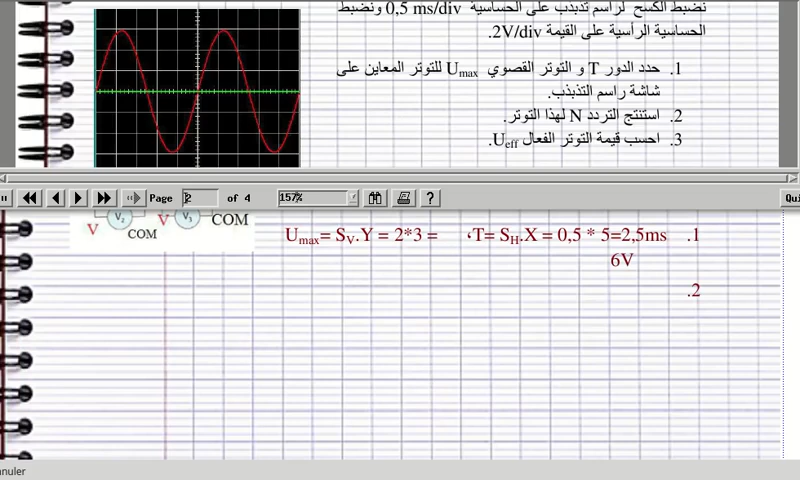 نضبط الكسح لراسم تذبذب على الحساسية 0,5 ms/div ونضبط
الحساسية الرأسية على القيمة 2V/div.
1. حدد الدور T و التوتر القصوي Umax للتوتر المعاين على
شاشة راسم التذبذب.
2. استنتج التردد N لهذا التوتر.
3. احسب قيمة التوتر الفعال Ueff.
Page 2 of 4 157% ?
V V2 V V3 COM
COM
1. T= SH.X = 0,5 * 5=2,5ms، Umax= SV.Y = 2*3 =
6V
2.